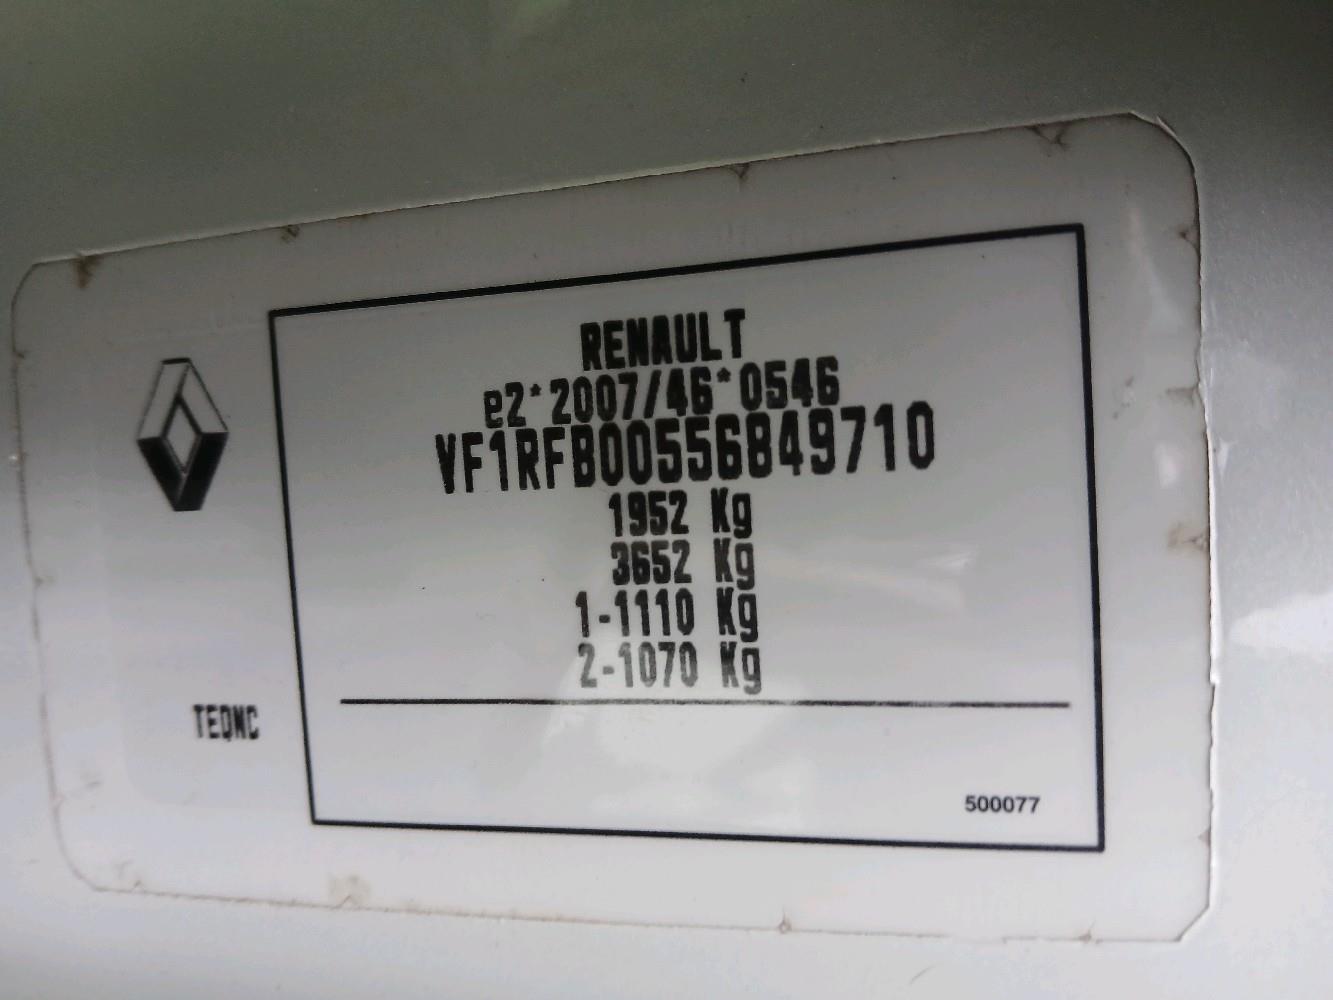 RENAULT
e2*2007/46*0546
VF1RFB00556849710
1952 Kg
3652 Kg
1-1110 Kg
2-1070 Kg
TEQNC
500077